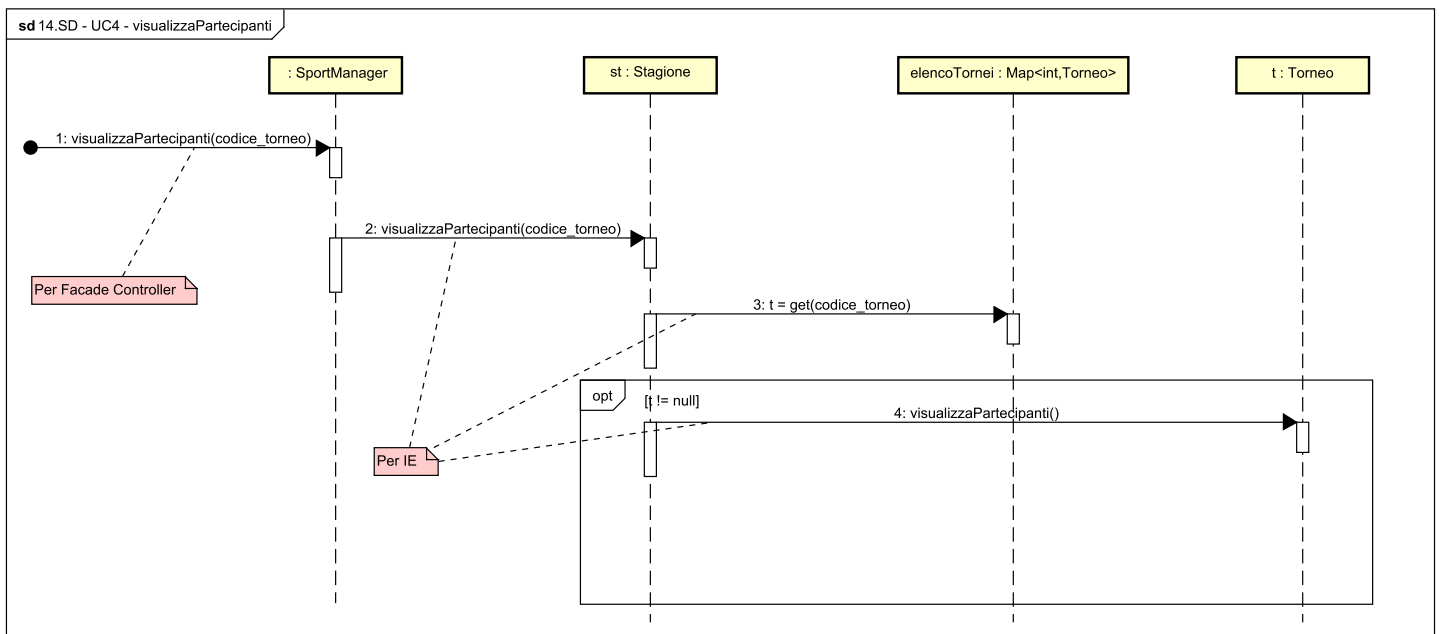 sd 14.SD - UC4 - visualizzaPartecipanti
: SportManager
st : Stagione
elencoTornei : Map<int,Torneo>
t : Torneo
1: visualizzaPartecipanti(codice_torneo)
2: visualizzaPartecipanti(codice_torneo)
Per Facade Controller
3: t = get(codice_torneo)
opt
[t != null]
4: visualizzaPartecipanti()
Per IE